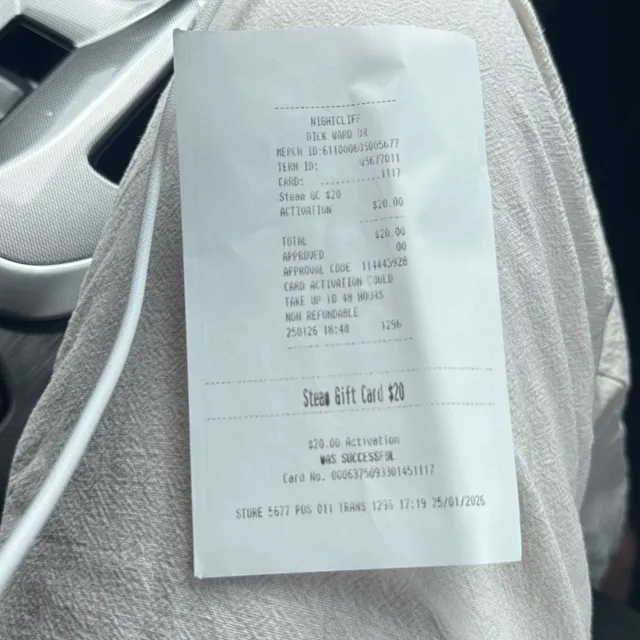 NIGHTCLIFF
DICK WARD DR
MERCH ID:611000605005677
TERM ID: U5677011
CARD: ............1117
Steam GC $20
ACTIVATION $20.00
TOTAL $20.00
APPROVED 00
APPROVAL CODE 114443928
CARD ACTIVATION COULD
TAKE UP TO 48 HOURS
NON REFUNDABLE
250126 18:48 1296
Steam Gift Card $20
$20.00 Activation
WAS SUCCESSFUL
Card No. 0006375093301451117
STORE 5677 POS 011 TRANS 1296 17:19 25/01/2026